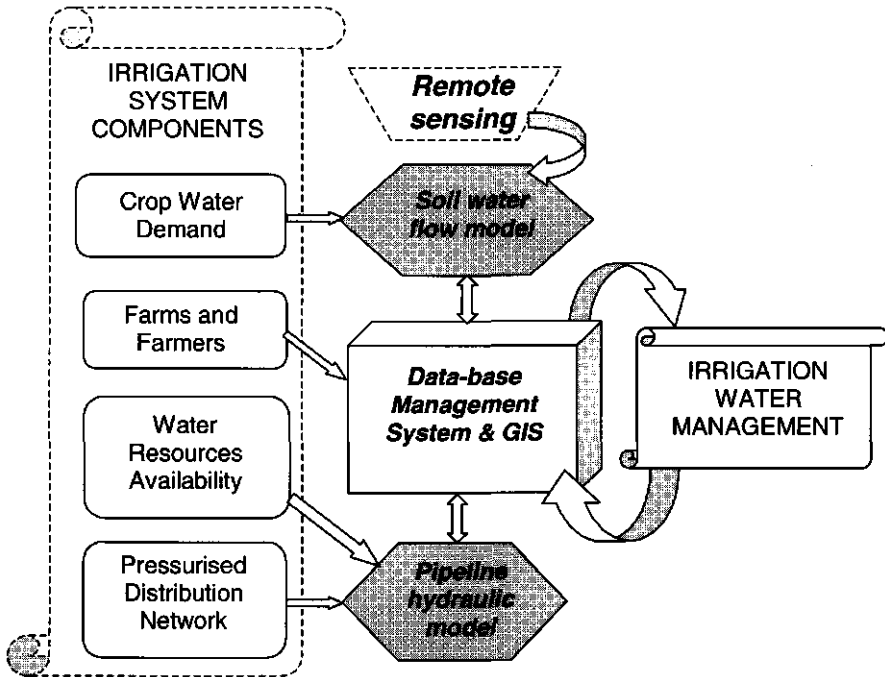 IRRIGATION
SYSTEM
COMPONENTS
Remote
sensing
Crop Water
Demand
Soil water
flow model
Farms and
Farmers
Data-base
Management
System & GIS
IRRIGATION
WATER
MANAGEMENT
Water
Resources
Availability
Pressurised
Distribution
Network
Pipeline
hydraulic
model